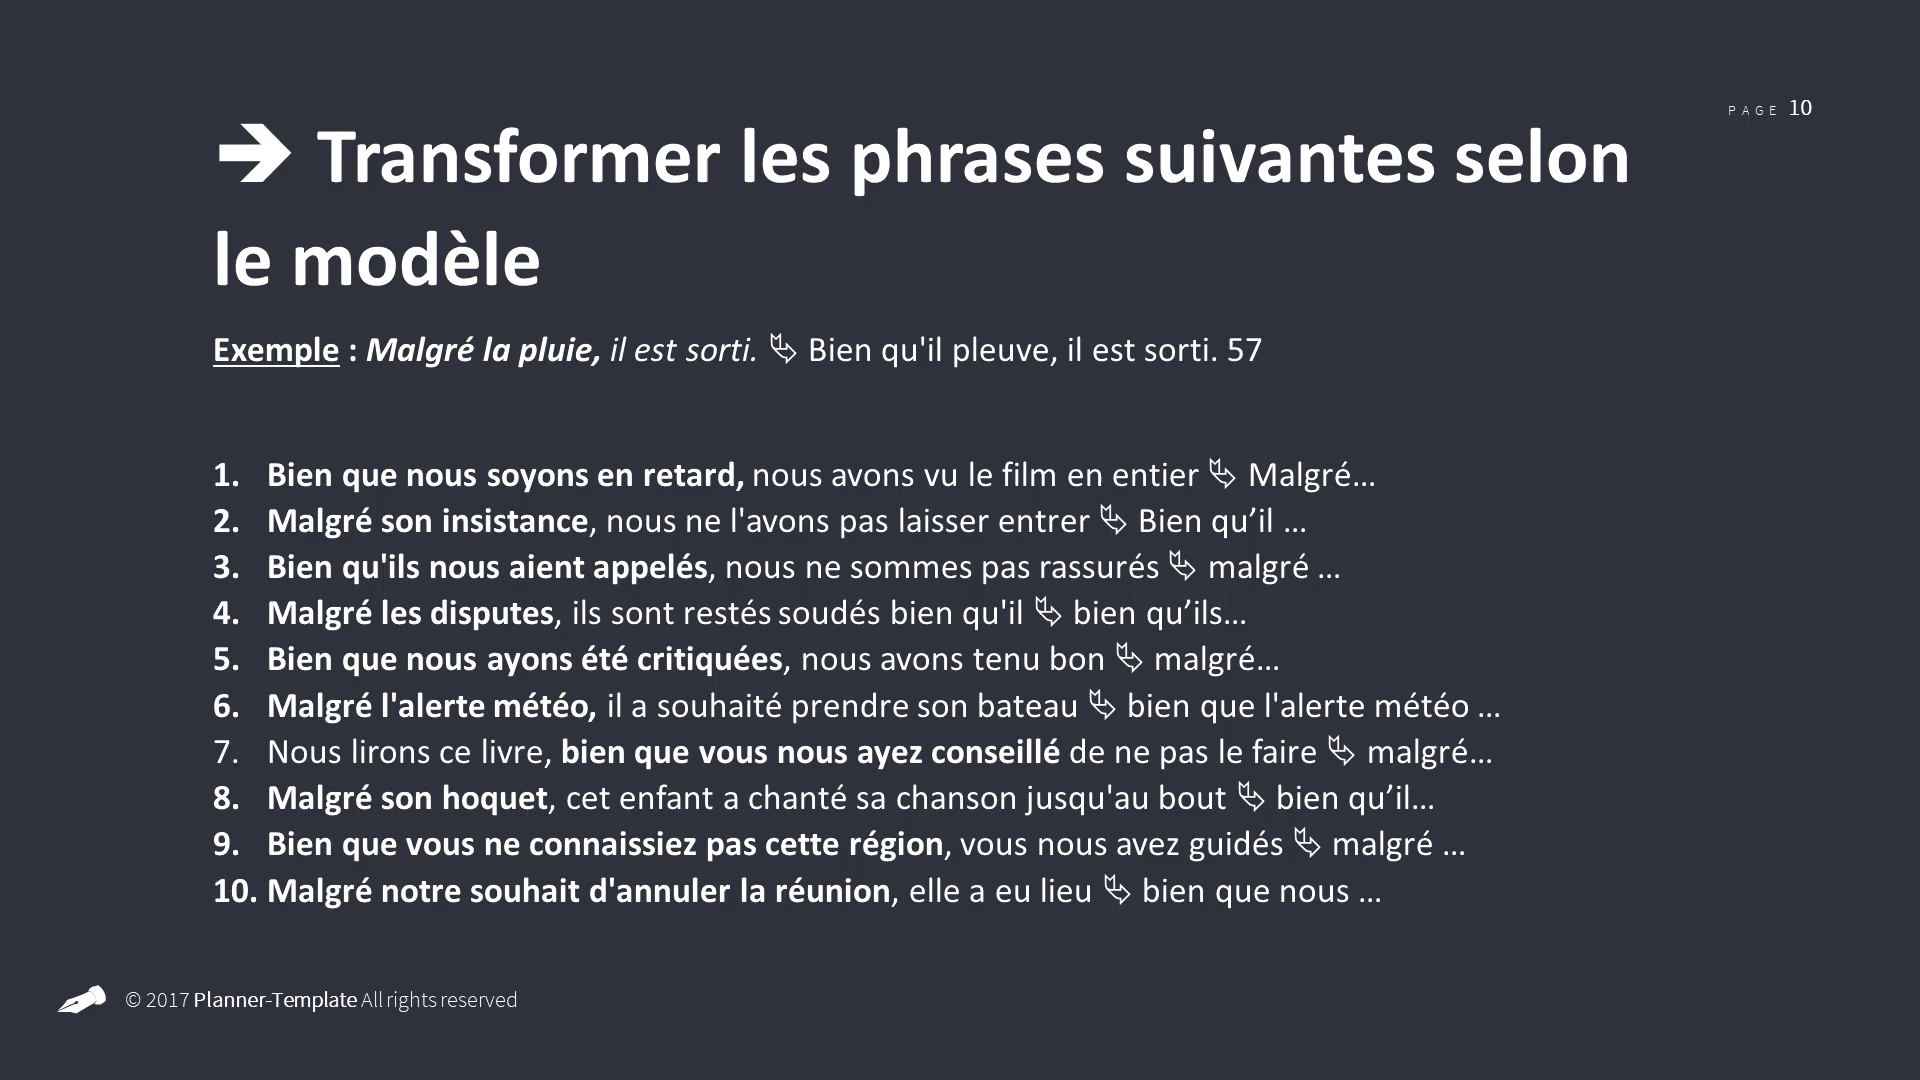 PAGE 10
➔ Transformer les phrases suivantes selon
le modèle
Exemple : Malgré la pluie, il est sorti. ⮱ Bien qu'il pleuve, il est sorti. 57
1. Bien que nous soyons en retard, nous avons vu le film en entier ⮱ Malgré...
2. Malgré son insistance, nous ne l'avons pas laisser entrer ⮱ Bien qu’il ...
3. Bien qu'ils nous aient appelés, nous ne sommes pas rassurés ⮱ malgré ...
4. Malgré les disputes, ils sont restés soudés bien qu'il ⮱ bien qu’ils...
5. Bien que nous ayons été critiquées, nous avons tenu bon ⮱ malgré...
6. Malgré l'alerte météo, il a souhaité prendre son bateau ⮱ bien que l'alerte météo ...
7. Nous lirons ce livre, bien que vous nous ayez conseillé de ne pas le faire ⮱ malgré...
8. Malgré son hoquet, cet enfant a chanté sa chanson jusqu'au bout ⮱ bien qu’il...
9. Bien que vous ne connaissiez pas cette région, vous nous avez guidés ⮱ malgré ...
10. Malgré notre souhait d'annuler la réunion, elle a eu lieu ⮱ bien que nous ...
© 2017 Planner-Template All rights reserved